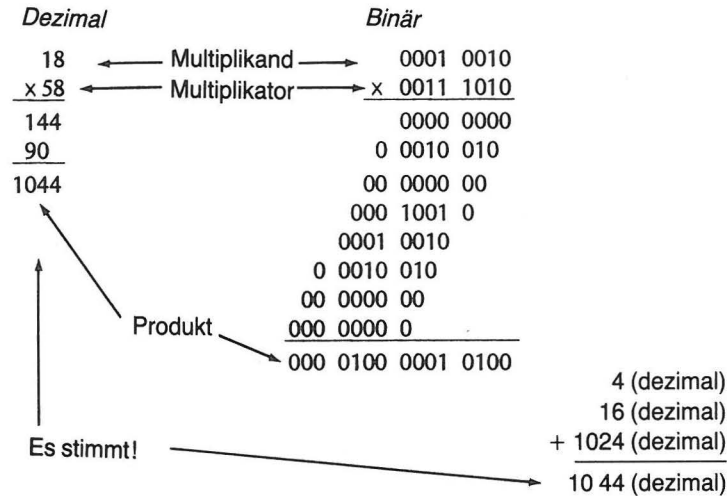 Dezimal Binär
18 Multiplikand 0001 0010
x 58 Multiplikator x 0011 1010
144 0000 0000
90 0 0010 010
1044 00 0000 00
000 1001 0
0001 0010
0 0010 010
00 0000 00
Produkt 000 0000 0
000 0100 0001 0100
4 (dezimal)
16 (dezimal)
Es stimmt! + 1024 (dezimal)
10 44 (dezimal)